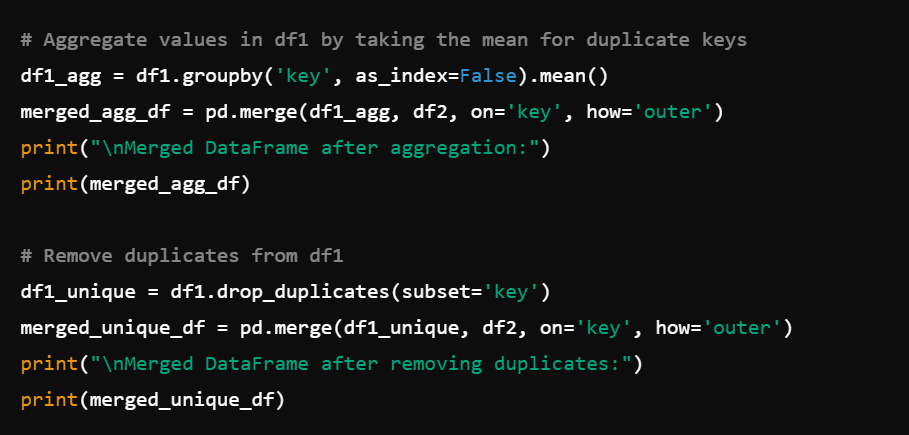 # Aggregate values in df1 by taking the mean for duplicate keys
df1_agg = df1.groupby('key', as_index=False).mean()
merged_agg_df = pd.merge(df1_agg, df2, on='key', how='outer')
print("\nMerged DataFrame after aggregation:")
print(merged_agg_df)

# Remove duplicates from df1
df1_unique = df1.drop_duplicates(subset='key')
merged_unique_df = pd.merge(df1_unique, df2, on='key', how='outer')
print("\nMerged DataFrame after removing duplicates:")
print(merged_unique_df)